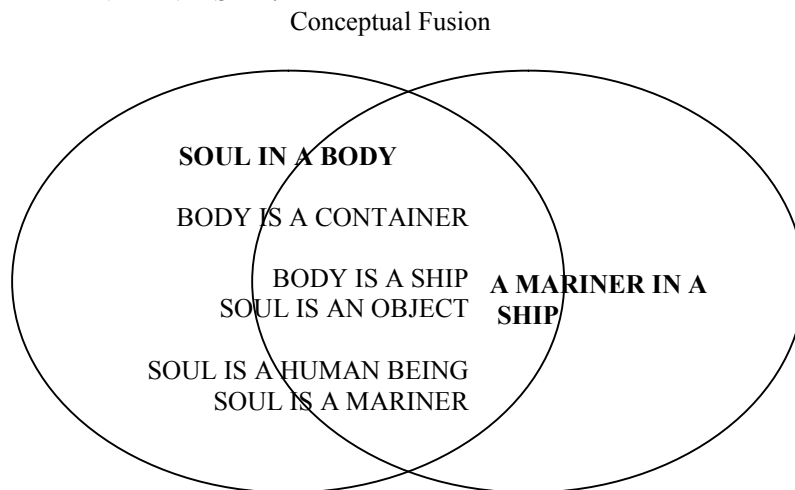 Conceptual Fusion
SOUL IN A BODY
BODY IS A CONTAINER
BODY IS A SHIP
SOUL IS AN OBJECT
SOUL IS A HUMAN BEING
SOUL IS A MARINER
A MARINER IN A
SHIP